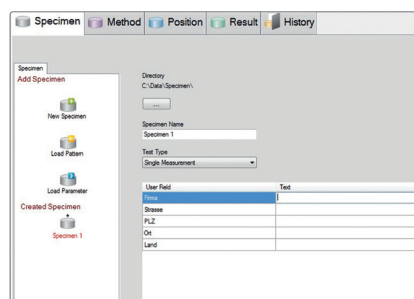 Specimen Method Position Result History
Specimen
Add Specimen
New Specimen
Load Pattern
Load Parameter
Created Specimen
Specimen 1
Directory
C:\Data\Specimen\
...
Specimen Name
Specimen 1
Test Type
Single Measurement
User Field Text
Firma
Strasse
PLZ
Ort
Land